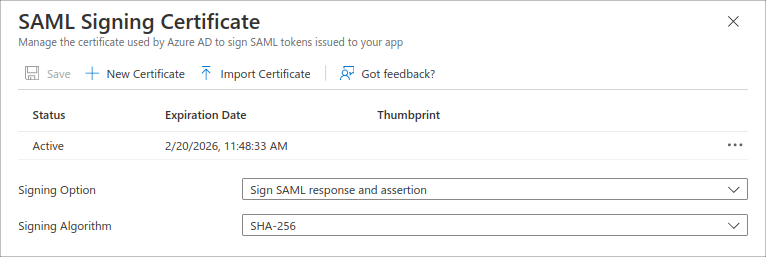 SAML Signing Certificate
Manage the certificate used by Azure AD to sign SAML tokens issued to your app
Save New Certificate Import Certificate Got feedback?
Status Expiration Date Thumbprint
Active 2/20/2026, 11:48:33 AM
Signing Option Sign SAML response and assertion
Signing Algorithm SHA-256